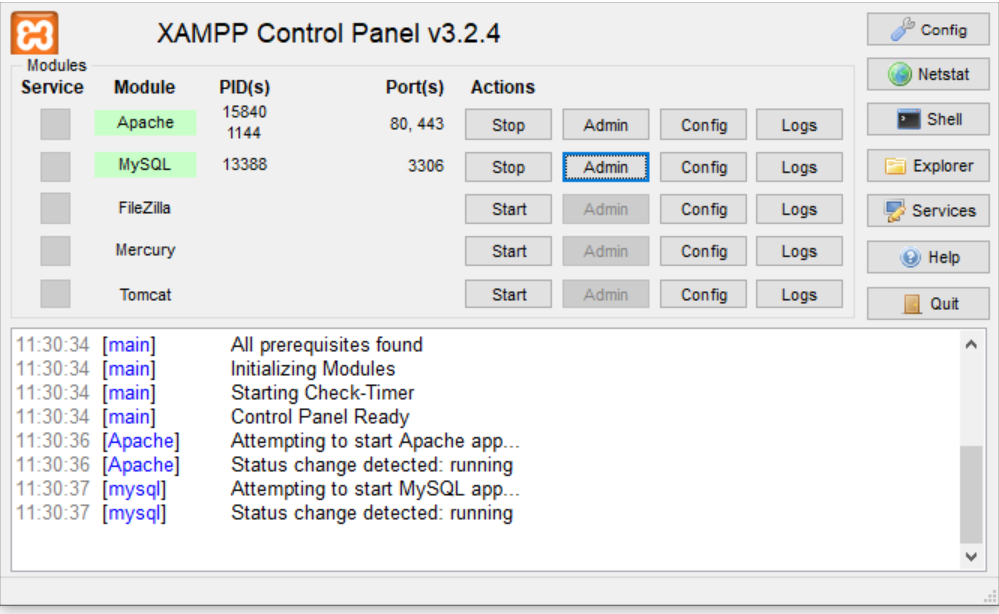 XAMPP Control Panel v3.2.4
Modules
Service Module PID(s) Port(s) Actions
Apache 15840 1144 80, 443 Stop Admin Config Logs
MySQL 13388 3306 Stop Admin Config Logs
FileZilla Start Admin Config Logs
Mercury Start Admin Config Logs
Tomcat Start Admin Config Logs
Config
Netstat
Shell
Explorer
Services
Help
Quit
11:30:34 [main] All prerequisites found
11:30:34 [main] Initializing Modules
11:30:34 [main] Starting Check-Timer
11:30:34 [main] Control Panel Ready
11:30:36 [Apache] Attempting to start Apache app...
11:30:36 [Apache] Status change detected: running
11:30:37 [mysql] Attempting to start MySQL app...
11:30:37 [mysql] Status change detected: running